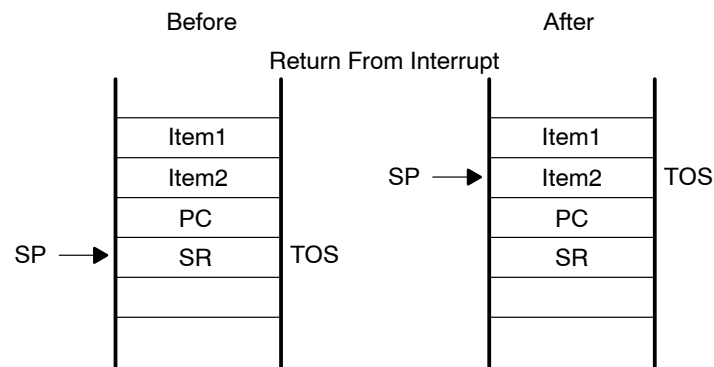 Before After
Return From Interrupt
Item1 Item1
SP Item2 Item2 TOS
PC PC
SP SR TOS SR